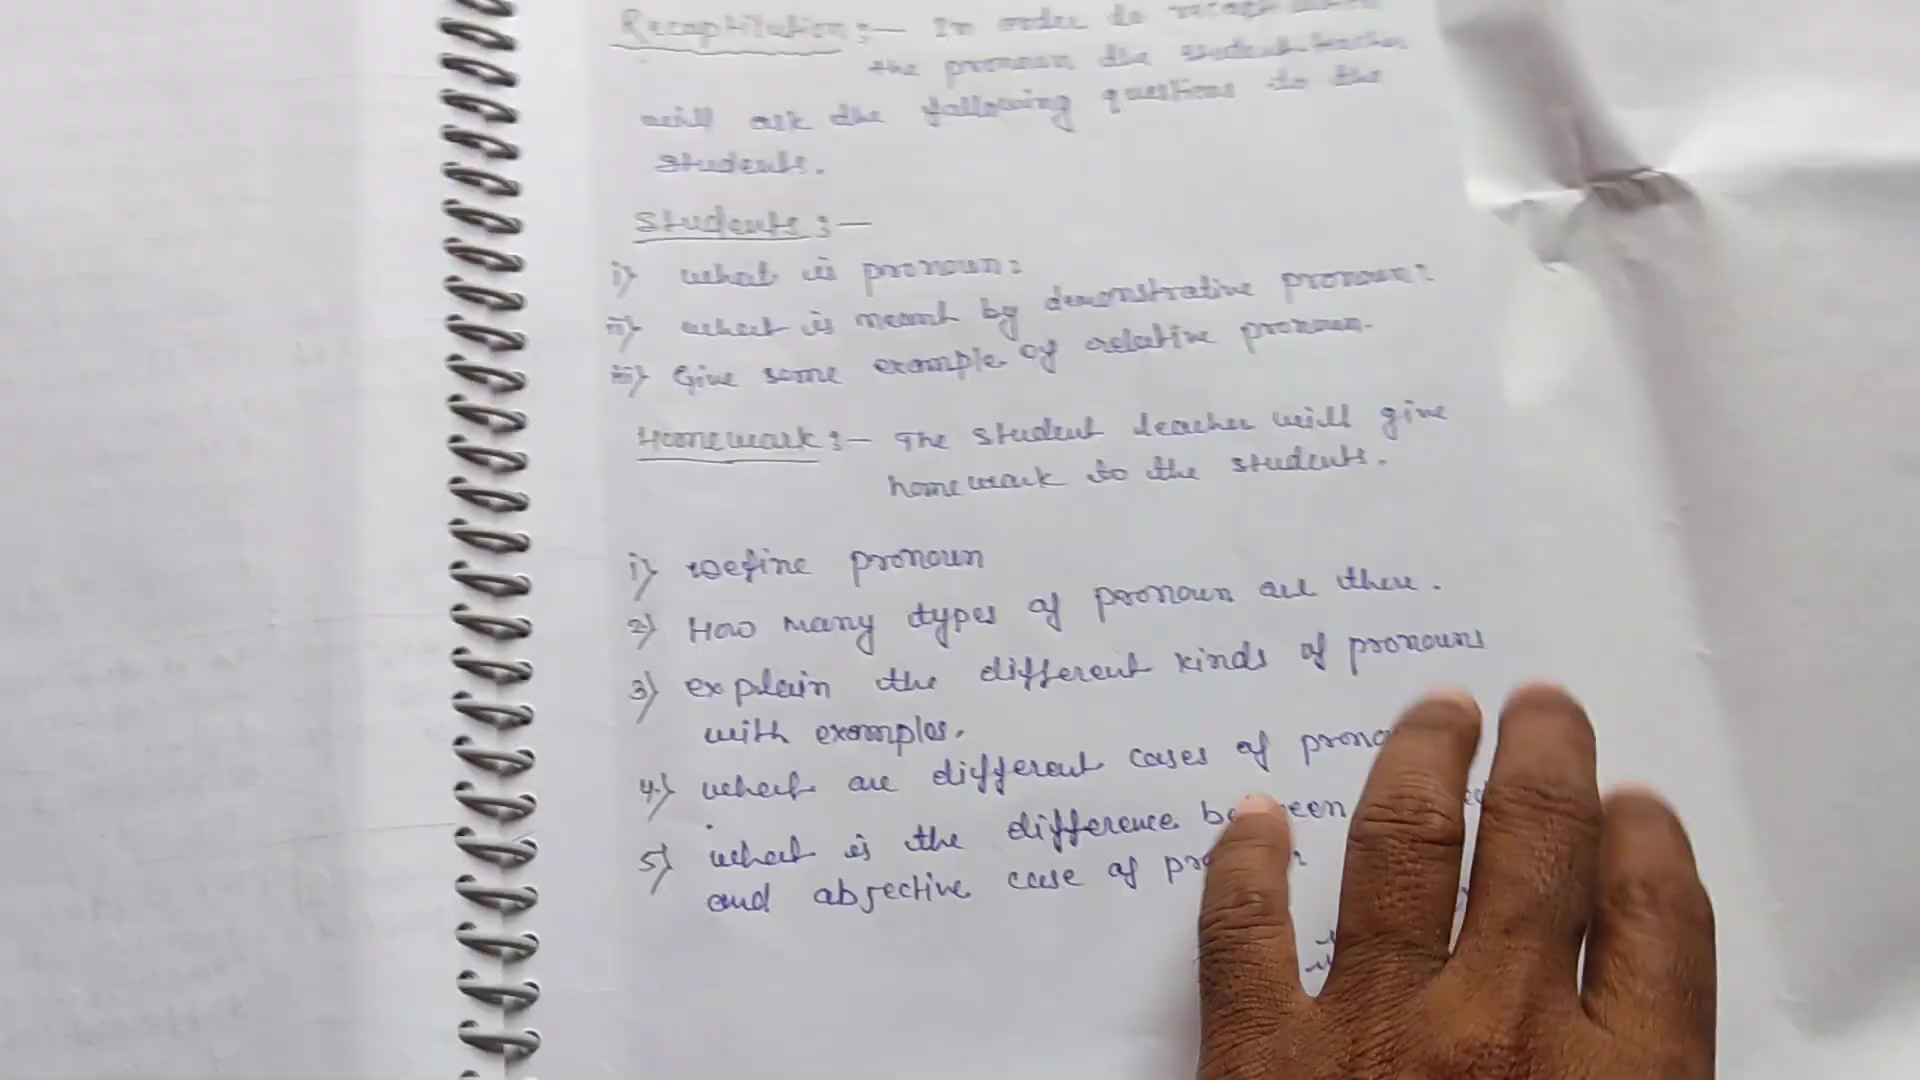 Recaptilation :- In order to
the pronoun the student teacher
will ask the following questions to the
students.
Students :-
i) what is pronoun?
ii) what is meant by demonstrative pronoun?
iii) Give some example of relative pronoun.
Homework :- The student teacher will give
homework to the students.
i) Define pronoun
2) How many types of pronoun are there.
3) explain the different kinds of pronouns
with examples.
4) what are different cases of
5) what is the difference between
and objective case of